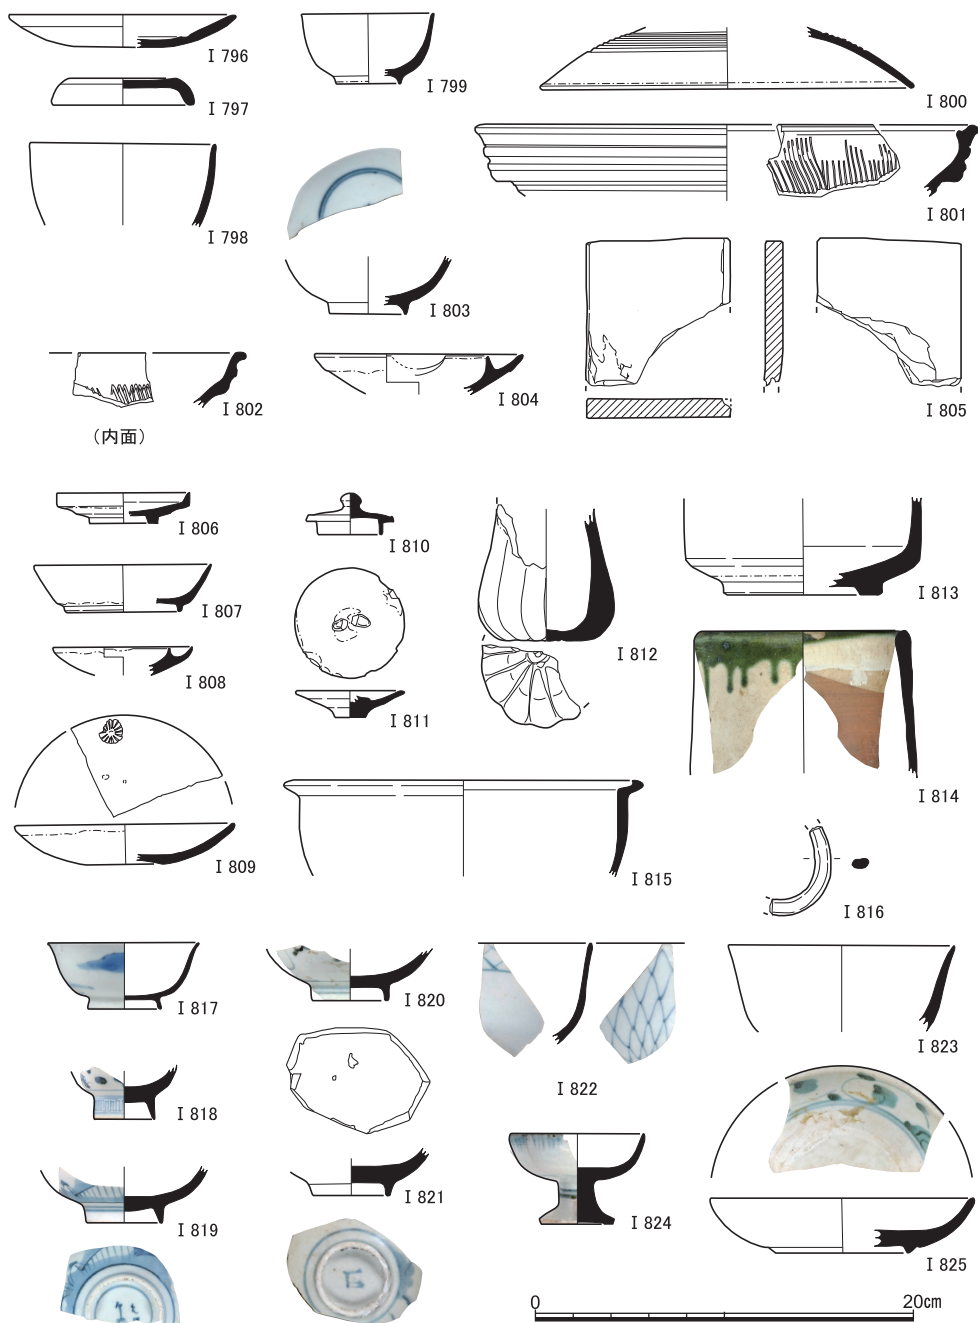 I 796
I 797
I 798
I 799
I 800
I 801
I 802
(内面)
I 803
I 804
I 805
I 806
I 807
I 808
I 809
I 810
I 811
I 812
I 813
I 814
I 815
I 816
I 817
I 818
I 819
I 820
I 821
I 822
I 823
I 824
I 825
0 20cm